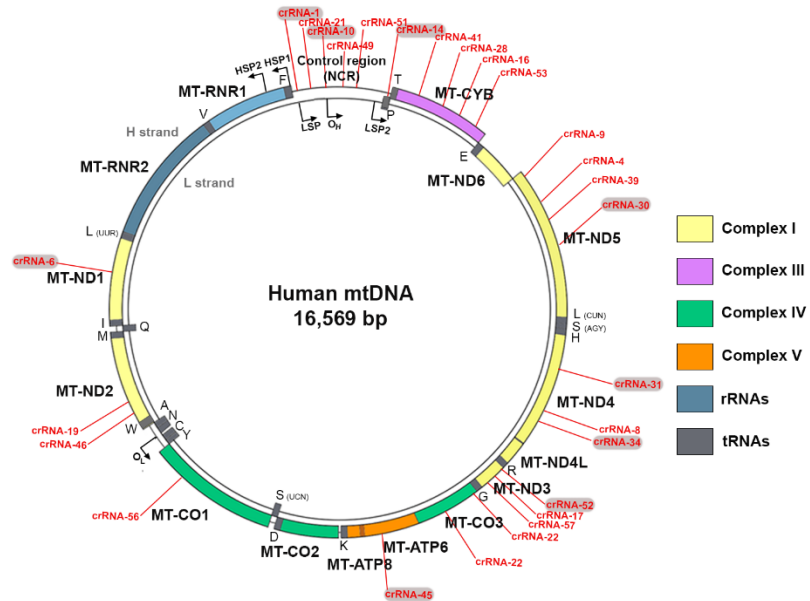 crRNA-1
crRNA-21
crRNA-10
crRNA-49
crRNA-51
crRNA-14
crRNA-41
crRNA-28
crRNA-16
crRNA-53
Control region
(NCR)
HSP2
HSP1
F
T
P
LSP
OH
LSP2
MT-RNR1
MT-CYB
V
H strand
L strand
E
MT-ND6
crRNA-9
crRNA-4
crRNA-39
crRNA-30
MT-RNR2
MT-ND5
L (UUR)
crRNA-6
MT-ND1
Human mtDNA
16,569 bp
I
M
Q
L (CUN)
S (AGY)
H
MT-ND2
crRNA-19
crRNA-46
W
A
N
C
Y
OL
crRNA-31
MT-ND4
crRNA-8
crRNA-34
MT-ND4L
R
MT-ND3
G
crRNA-52
crRNA-17
crRNA-57
crRNA-22
crRNA-56
MT-CO1
S (UCN)
D
MT-CO2
K
MT-ATP8
MT-ATP6
MT-CO3
crRNA-22
crRNA-45
Complex I
Complex III
Complex IV
Complex V
rRNAs
tRNAs